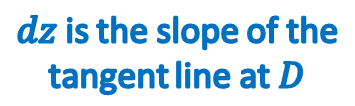 dz is the slope of the
tangent line at D